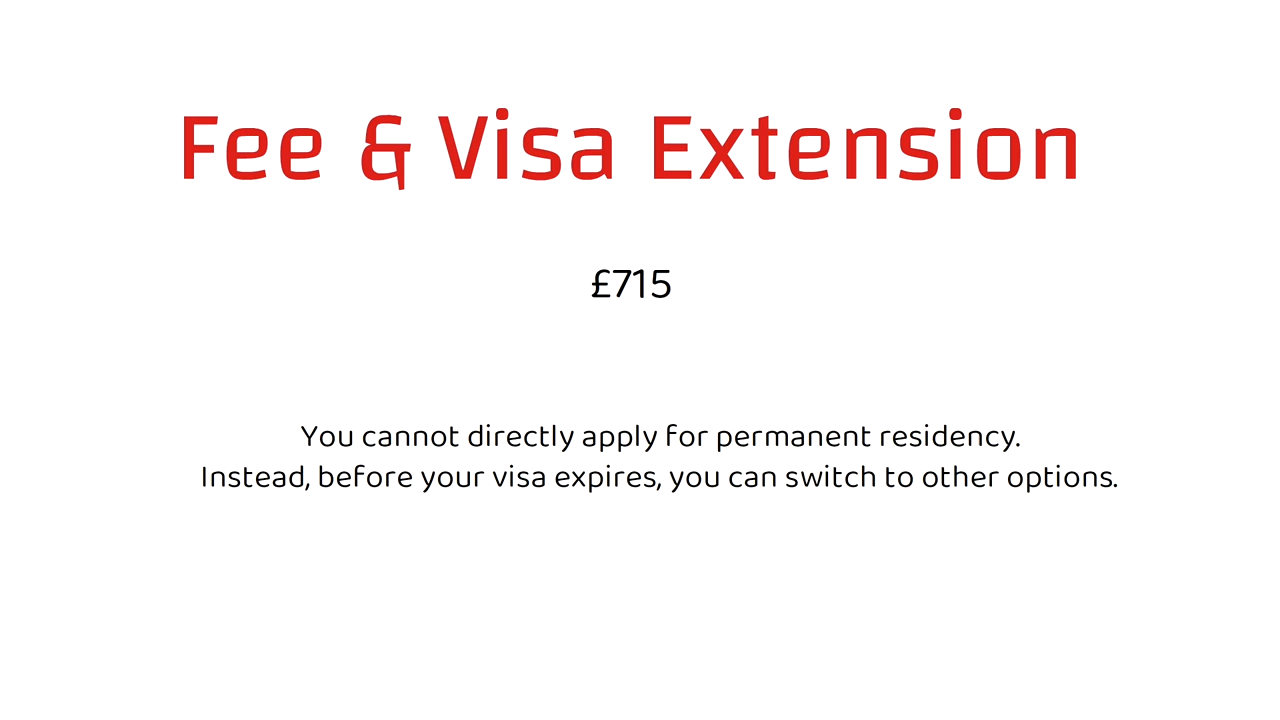 Fee & Visa Extension
£715
You cannot directly apply for permanent residency.
Instead, before your visa expires, you can switch to other options.